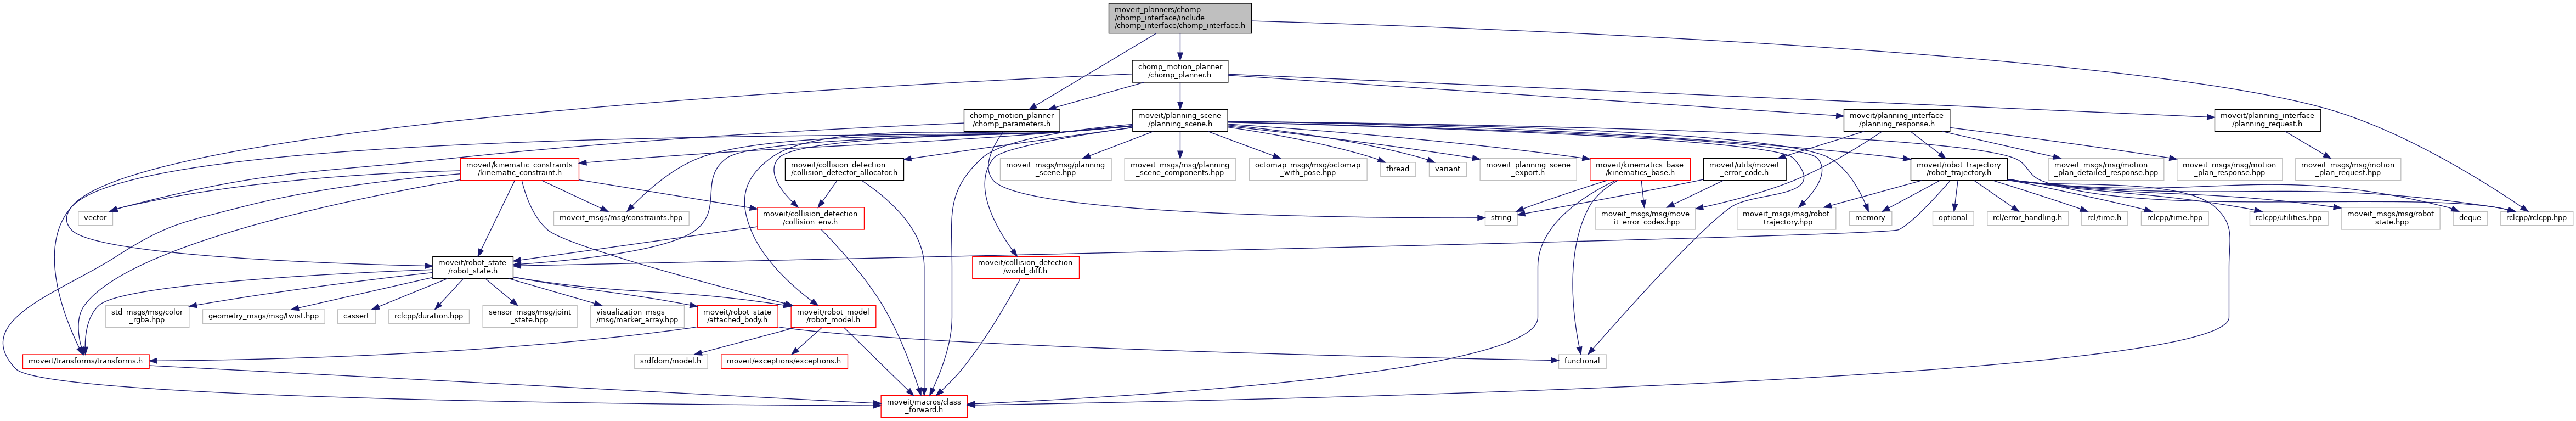 moveit_planners/chomp
/chomp_interface/include
/chomp_interface/chomp_interface.h
chomp_motion_planner
/chomp_planner.h
chomp_motion_planner
/chomp_parameters.h
moveit/planning_scene
/planning_scene.h
moveit/planning_interface
/planning_response.h
moveit/planning_interface
/planning_request.h
moveit/kinematic_constraints
/kinematic_constraint.h
moveit/collision_detection
/collision_detector_allocator.h
moveit_msgs/msg/planning
_scene.hpp
moveit_msgs/msg/planning
_scene_components.hpp
octomap_msgs/msg/octomap
_with_pose.hpp
thread
variant
moveit_planning_scene
_export.h
moveit/kinematics_base
/kinematics_base.h
moveit/utils/moveit
_error_code.h
moveit/robot_trajectory
/robot_trajectory.h
moveit_msgs/msg/motion
_plan_detailed_response.hpp
moveit_msgs/msg/motion
_plan_response.hpp
moveit_msgs/msg/motion
_plan_request.hpp
vector
moveit_msgs/msg/constraints.hpp
moveit/collision_detection
/collision_env.h
string
moveit_msgs/msg/move
_it_error_codes.hpp
moveit_msgs/msg/robot
_trajectory.hpp
memory
optional
rcl/error_handling.h
rcl/time.h
rclcpp/time.hpp
rclcpp/utilities.hpp
moveit_msgs/msg/robot
_state.hpp
deque
rclcpp/rclcpp.hpp
moveit/robot_state
/robot_state.h
moveit/collision_detection
/world_diff.h
std_msgs/msg/color
_rgba.hpp
geometry_msgs/msg/twist.hpp
cassert
rclcpp/duration.hpp
sensor_msgs/msg/joint
_state.hpp
visualization_msgs
/msg/marker_array.hpp
moveit/robot_state
/attached_body.h
moveit/robot_model
/robot_model.h
moveit/transforms/transforms.h
srdfdom/model.h
moveit/exceptions/exceptions.h
functional
moveit/macros/class
_forward.h